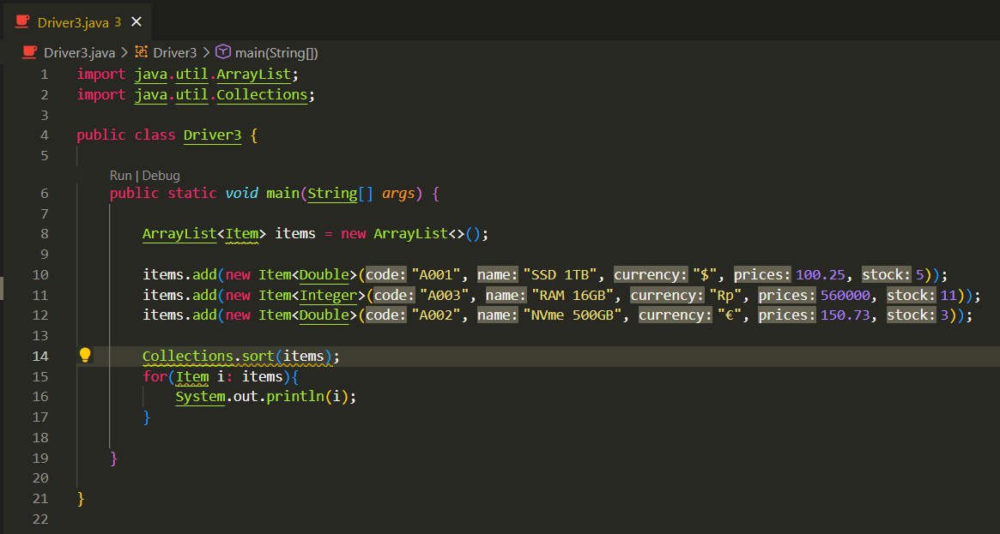 Driver3.java 3 ×
Driver3.java > Driver3 > main(String[])
1 import java.util.ArrayList;
2 import java.util.Collections;
3
4 public class Driver3 {
5
Run | Debug
6 public static void main(String[] args) {
7
8 ArrayList<Item> items = new ArrayList<>();
9
10 items.add(new Item<Double>(code: "A001", name: "SSD 1TB", currency: "$", prices: 100.25, stock: 5));
11 items.add(new Item<Integer>(code: "A003", name: "RAM 16GB", currency: "Rp", prices: 560000, stock: 11));
12 items.add(new Item<Double>(code: "A002", name: "NVme 500GB", currency: "€", prices: 150.73, stock: 3));
13
14 Collections.sort(items);
15 for(Item i: items){
16 System.out.println(i);
17 }
18
19 }
20
21 }
22